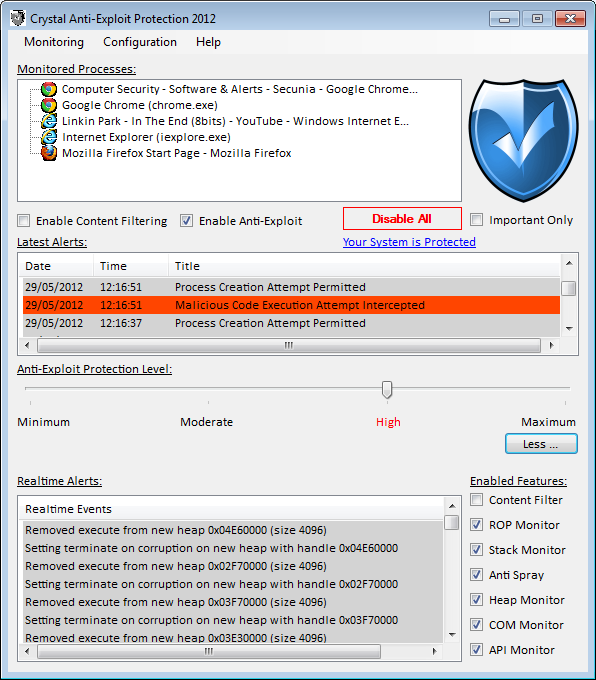 Crystal Anti-Exploit Protection 2012
Monitoring Configuration Help
Monitored Processes:
Computer Security - Software & Alerts - Secunia - Google Chrome...
Google Chrome (chrome.exe)
Linkin Park - In The End (8bits) - YouTube - Windows Internet E...
Internet Explorer (iexplore.exe)
Mozilla Firefox Start Page - Mozilla Firefox
Enable Content Filtering Enable Anti-Exploit Disable All Important Only
Latest Alerts: Your System is Protected
Date Time Title
29/05/2012 12:16:51 Process Creation Attempt Permitted
29/05/2012 12:16:51 Malicious Code Execution Attempt Intercepted
29/05/2012 12:16:37 Process Creation Attempt Permitted
Anti-Exploit Protection Level:
Minimum Moderate High Maximum
Less ...
Realtime Alerts:
Realtime Events
Removed execute from new heap 0x04E60000 (size 4096)
Setting terminate on corruption on new heap with handle 0x04E60000
Removed execute from new heap 0x02F70000 (size 4096)
Setting terminate on corruption on new heap with handle 0x02F70000
Removed execute from new heap 0x03F70000 (size 4096)
Setting terminate on corruption on new heap with handle 0x03F70000
Removed execute from new heap 0x03E30000 (size 4096)
Enabled Features:
Content Filter
ROP Monitor
Stack Monitor
Anti Spray
Heap Monitor
COM Monitor
API Monitor